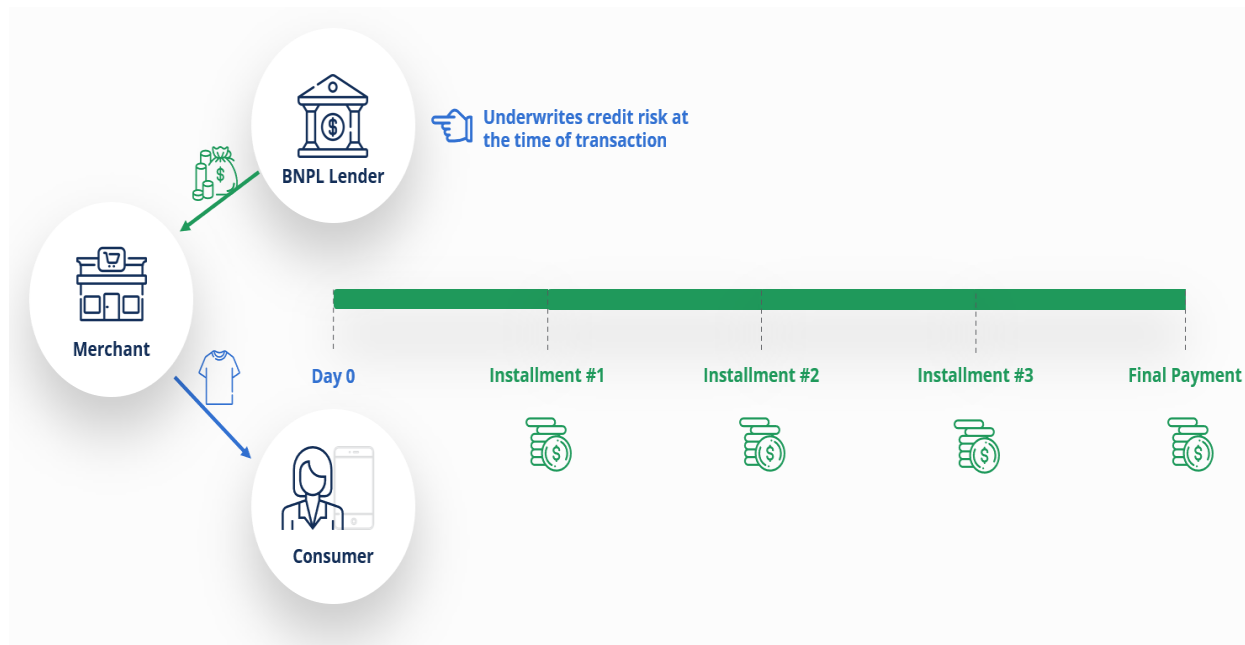 Underwrites credit risk at
the time of transaction
BNPL Lender
Merchant
Day 0
Installment #1
Installment #2
Installment #3
Final Payment
Consumer